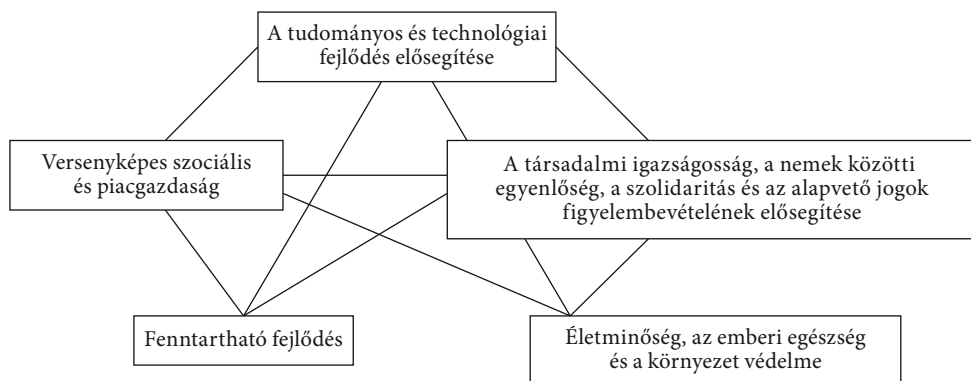 A tudományos és technológiai
fejlődés elősegítése
Versenyképes szociális
és piacgazdaság
A társadalmi igazságosság, a nemek közötti
egyenlőség, a szolidaritás és az alapvető jogok
figyelembevételének elősegítése
Fenntartható fejlődés
Életminőség, az emberi egészség
és a környezet védelme